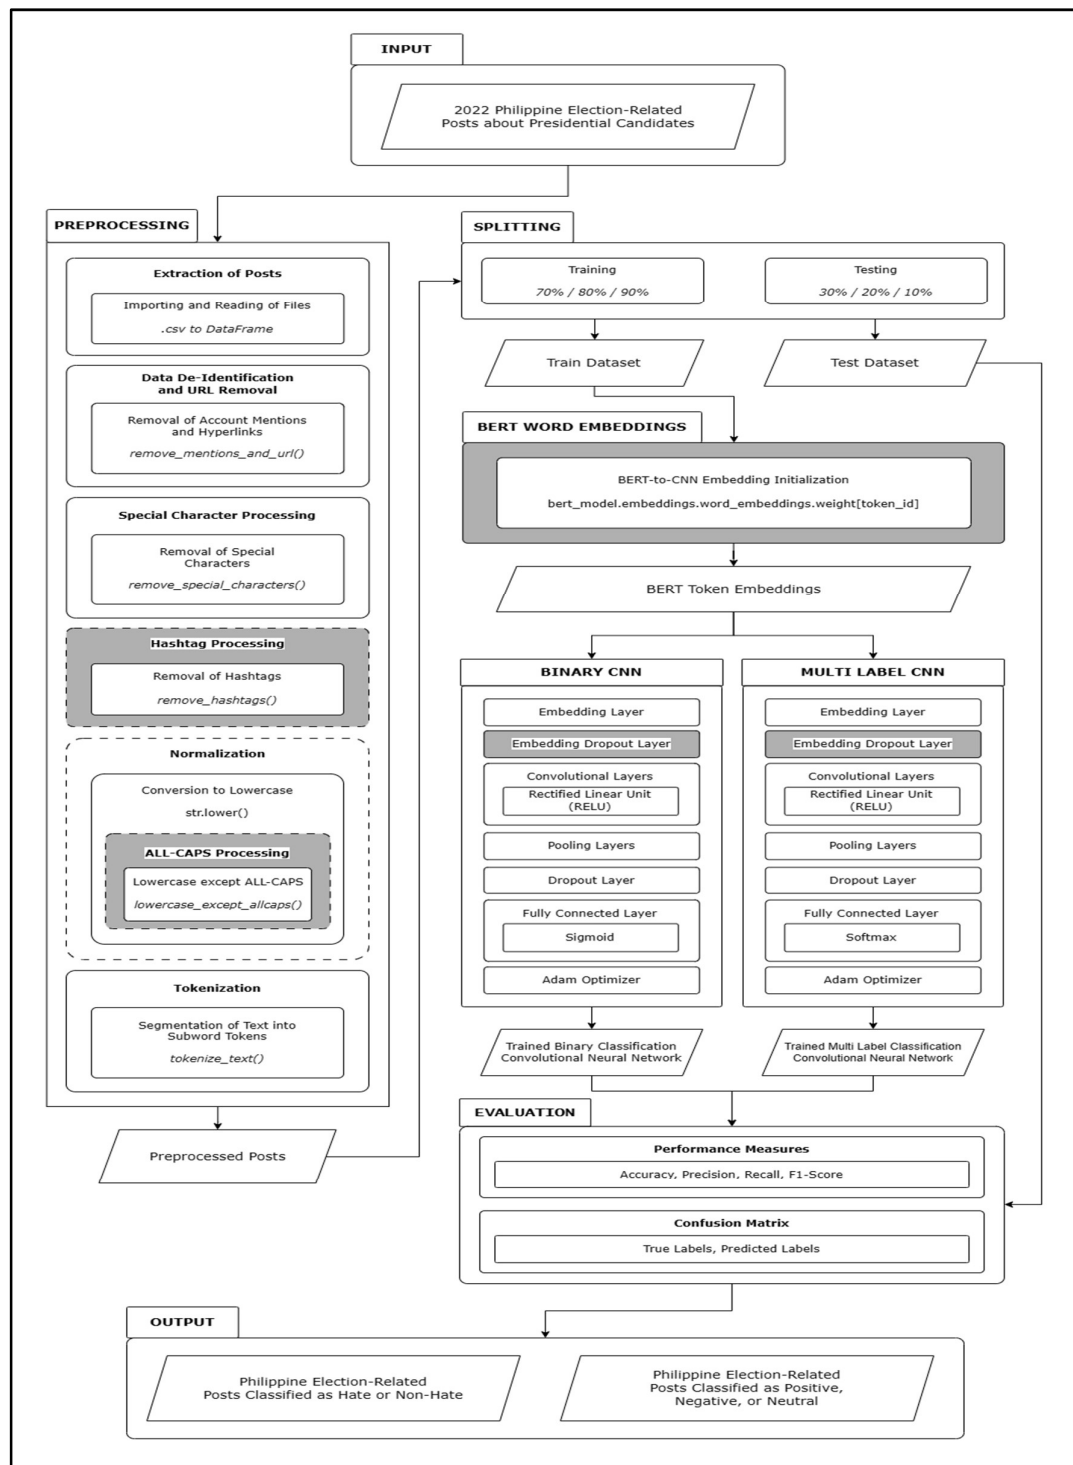 INPUT
2022 Philippine Election-Related
Posts about Presidential Candidates
PREPROCESSING
Extraction of Posts
Importing and Reading of Files
.csv to DataFrame
Data De-Identification
and URL Removal
Removal of Account Mentions
and Hyperlinks
remove_mentions_and_url()
Special Character Processing
Removal of Special
Characters
remove_special_characters()
Hashtag Processing
Removal of Hashtags
remove_hashtags()
Normalization
Conversion to Lowercase
str.lower()
ALL-CAPS Processing
Lowercase except ALL-CAPS
lowercase_except_allcaps()
Tokenization
Segmentation of Text into
Subword Tokens
tokenize_text()
Preprocessed Posts
SPLITTING
Training
70% / 80% / 90%
Testing
30% / 20% / 10%
Train Dataset
Test Dataset
BERT WORD EMBEDDINGS
BERT-to-CNN Embedding Initialization
bert_model.embeddings.word_embeddings.weight[token_id]
BERT Token Embeddings
BINARY CNN
Embedding Layer
Embedding Dropout Layer
Convolutional Layers
Rectified Linear Unit
(RELU)
Pooling Layers
Dropout Layer
Fully Connected Layer
Sigmoid
Adam Optimizer
Trained Binary Classification
Convolutional Neural Network
MULTI LABEL CNN
Embedding Layer
Embedding Dropout Layer
Convolutional Layers
Rectified Linear Unit
(RELU)
Pooling Layers
Dropout Layer
Fully Connected Layer
Softmax
Adam Optimizer
Trained Multi Label Classification
Convolutional Neural Network
EVALUATION
Performance Measures
Accuracy, Precision, Recall, F1-Score
Confusion Matrix
True Labels, Predicted Labels
OUTPUT
Philippine Election-Related
Posts Classified as Hate or Non-Hate
Philippine Election-Related
Posts Classified as Positive,
Negative, or Neutral